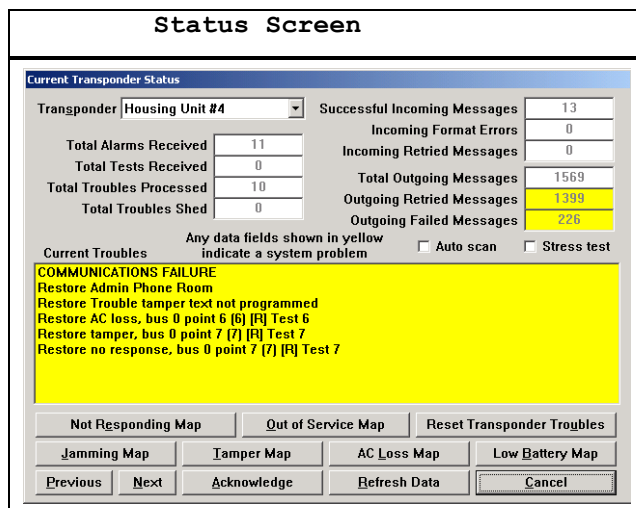 Status Screen
Current Transponder Status
Transponder Housing Unit #4
Total Alarms Received 11
Total Tests Received 0
Total Troubles Processed 10
Total Troubles Shed 0
Successful Incoming Messages 13
Incoming Format Errors 0
Incoming Retried Messages 0
Total Outgoing Messages 1569
Outgoing Retried Messages 1399
Outgoing Failed Messages 226
Current Troubles
Any data fields shown in yellow
indicate a system problem
Auto scan Stress test
COMMUNICATIONS FAILURE
Restore Admin Phone Room
Restore Trouble tamper text not programmed
Restore AC loss, bus 0 point 6 (6) [R] Test 6
Restore tamper, bus 0 point 7 (7) [R] Test 7
Restore no response, bus 0 point 7 (7) [R] Test 7
Not Responding Map Out of Service Map Reset Transponder Troubles
Jamming Map Tamper Map AC Loss Map Low Battery Map
Previous Next Acknowledge Refresh Data Cancel